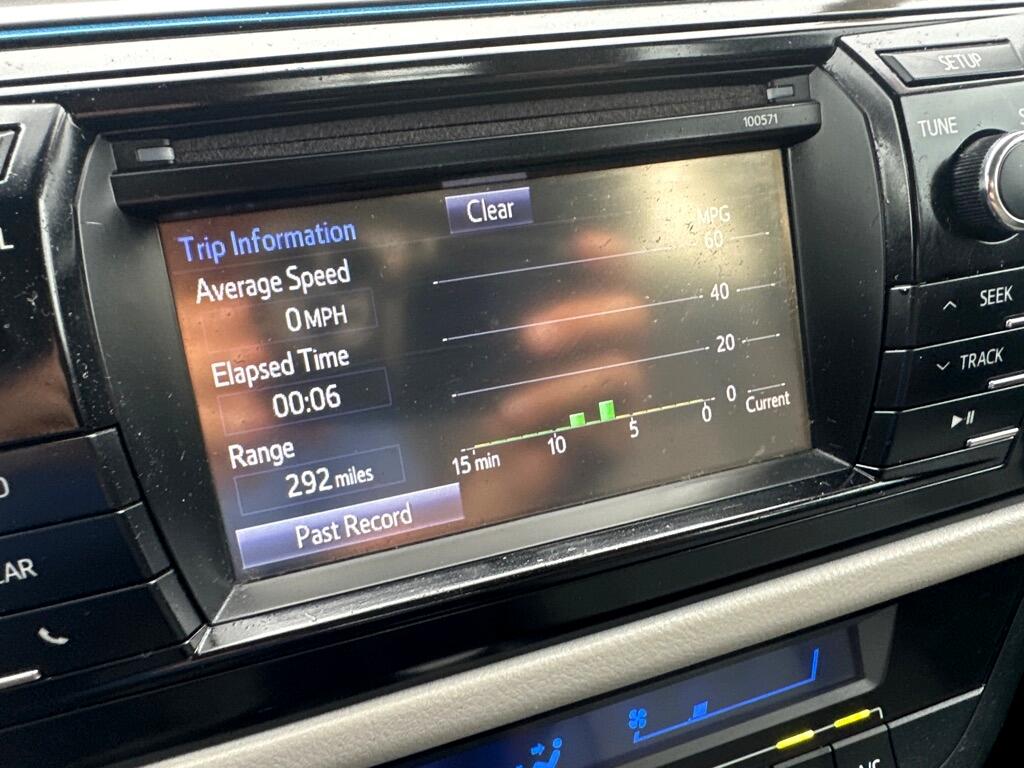 SETUP
100571
TUNE
Clear
MPG
Trip Information
60
Average Speed
0 MPH
40
SEEK
Elapsed Time
20
TRACK
00:06
0
Current
Range
15 min
10
5
0
292 miles
Past Record